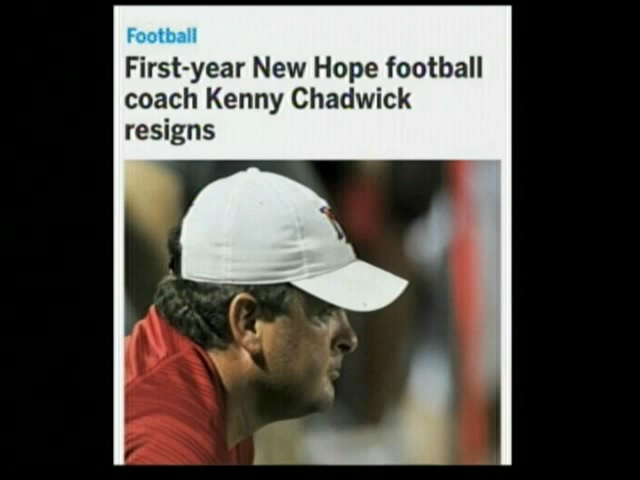 Football
First-year New Hope football
coach Kenny Chadwick
resigns